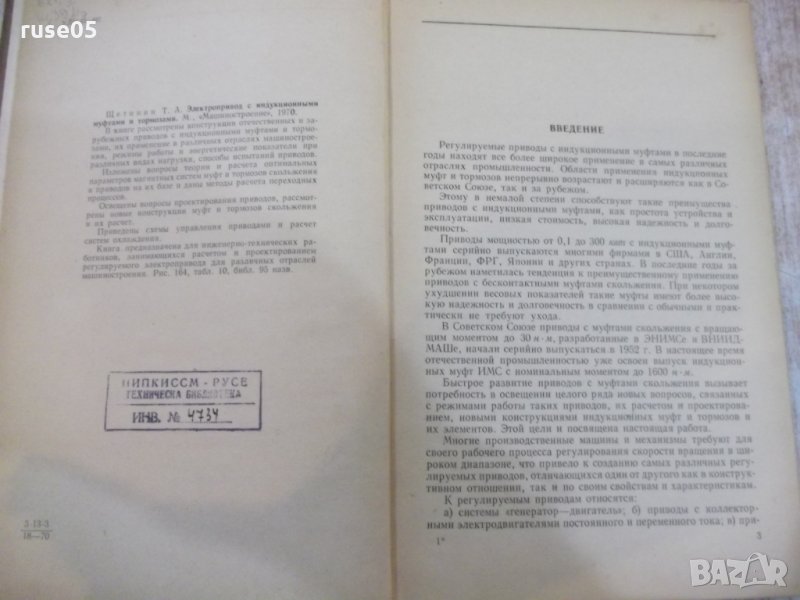 ruse05
Щетинин Т. А. Электропривод с индукционными
муфтами и тормозами. М., «Машиностроение», 1970.
В книге рассмотрены конструкции отечественных и за-
рубежных приводов с индукционными муфтами и тормо-
зами, их применение в различных отраслях машинострое-
ния, режимы работы и энергетические показатели при
различных видах нагрузки, способы испытаний приводов.
Изложены вопросы теории и расчета оптимальных
параметров магнитных систем муфт и тормозов скольжения
и приводов на их базе и даны методы расчета переходных
процессов.
Освещены вопросы проектирования приводов, рассмот-
рены новые конструкции муфт и тормозов скольжения
и их расчет.
Приведены схемы управления приводами и расчет
систем охлаждения.
Книга предназначена для инженерно-технических ра-
ботников, занимающихся расчетом и проектированием
регулируемого электропривода для различных отраслей
машиностроения. Рис. 164, табл. 10, библ. 95 назв.
НИПКИССМ - РУСЕ
ТЕХНИЧЕСКА БИБЛИОТЕКА
ИНВ. № 4734
3-13-3
18—70
ВВЕДЕНИЕ
Регулируемые приводы с индукционными муфтами в последние
годы находят все более широкое применение в самых различных
отраслях промышленности. Области применения индукционных
муфт и тормозов непрерывно возрастают и расширяются как в Со-
ветском Союзе, так и за рубежом.
Этому в немалой степени способствуют такие преимущества
приводов с индукционными муфтами, как простота устройства и
эксплуатации, низкая стоимость, высокая надежность и долго-
вечность.
Приводы мощностью от 0,1 до 300 квт с индукционными муф-
тами серийно выпускаются многими фирмами в США, Англии,
Франции, ФРГ, Японии и других странах. В последние годы за
рубежом наметилась тенденция к преимущественному применению
приводов с бесконтактными муфтами скольжения. При некотором
ухудшении весовых показателей такие муфты имеют более высо-
кую надежность и долговечность в сравнении с обычными и прак-
тически не требуют ухода.
В Советском Союзе приводы с муфтами скольжения с вращаю-
щим моментом до 30 н·м, разработанные в ЭНИМСе и ВНИИД-
МАШе, начали серийно выпускаться в 1952 г. В настоящее время
отечественной промышленностью уже освоен выпуск индукцион-
ных муфт ИМС с номинальным моментом до 1600 н·м.
Быстрое развитие приводов с муфтами скольжения вызывает
потребность в освещении целого ряда новых вопросов, связанных
с режимами работы таких приводов, их расчетом и проектировани-
ем, новыми конструкциями индукционных муфт и тормозов и
их элементов. Этой цели и посвящена настоящая работа.
Многие производственные машины и механизмы требуют для
своего рабочего процесса регулирования скорости вращения в ши-
роком диапазоне, что привело к созданию самых различных регу-
лируемых приводов, отличающихся один от другого как в конструк-
тивном отношении, так и по своим свойствам и характеристикам.
К регулируемым приводам относятся:
а) системы «генератор—двигатель»; б) приводы с коллектор-
ными электродвигателями постоянного и переменного тока; в) при-
1*
3
BAZAR